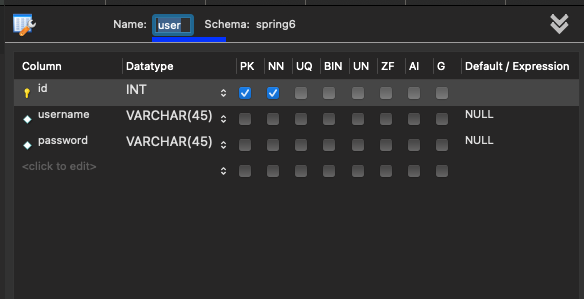 Name: user Schema: spring6
Column Datatype PK NN UQ BIN UN ZF AI G Default / Expression
id INT
username VARCHAR(45) NULL
password VARCHAR(45) NULL
<click to edit>